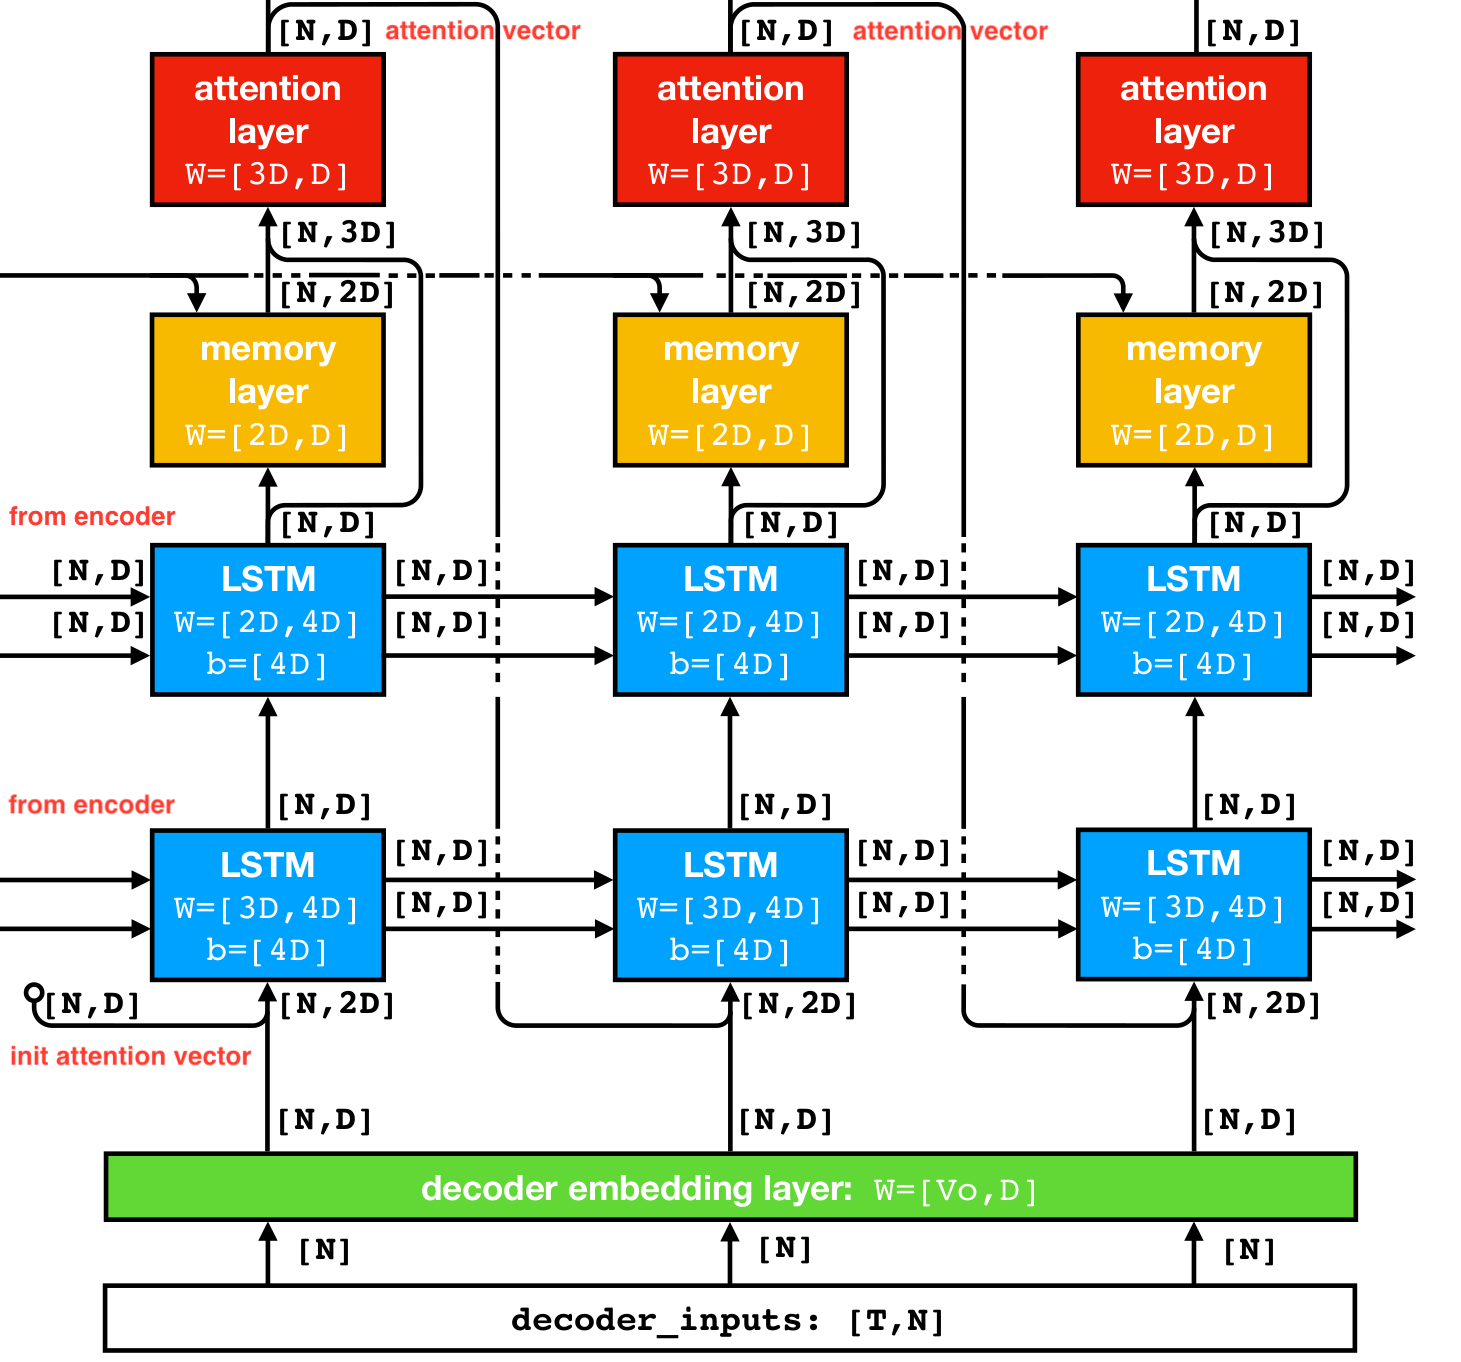 [N,D] attention vector [N,D] attention vector [N,D]
attention attention attention
layer layer layer
W=[3D,D] W=[3D,D] W=[3D,D]
[N,3D] [N,3D] [N,3D]
[N,2D] [N,2D] [N,2D]
memory memory memory
layer layer layer
W=[2D,D] W=[2D,D] W=[2D,D]
from encoder [N,D] [N,D] [N,D]
[N,D] LSTM [N,D] LSTM [N,D] LSTM [N,D]
[N,D] W=[2D,4D] [N,D] W=[2D,4D] [N,D] W=[2D,4D] [N,D]
b=[4D] b=[4D] b=[4D]
from encoder [N,D] [N,D] [N,D]
LSTM [N,D] LSTM [N,D] LSTM [N,D]
W=[3D,4D] [N,D] W=[3D,4D] [N,D] W=[3D,4D] [N,D]
b=[4D] b=[4D] b=[4D]
[N,D] [N,2D] [N,2D] [N,2D]
init attention vector
[N,D] [N,D] [N,D]
decoder embedding layer: W=[Vo,D]
[N] [N] [N]
decoder_inputs: [T,N]